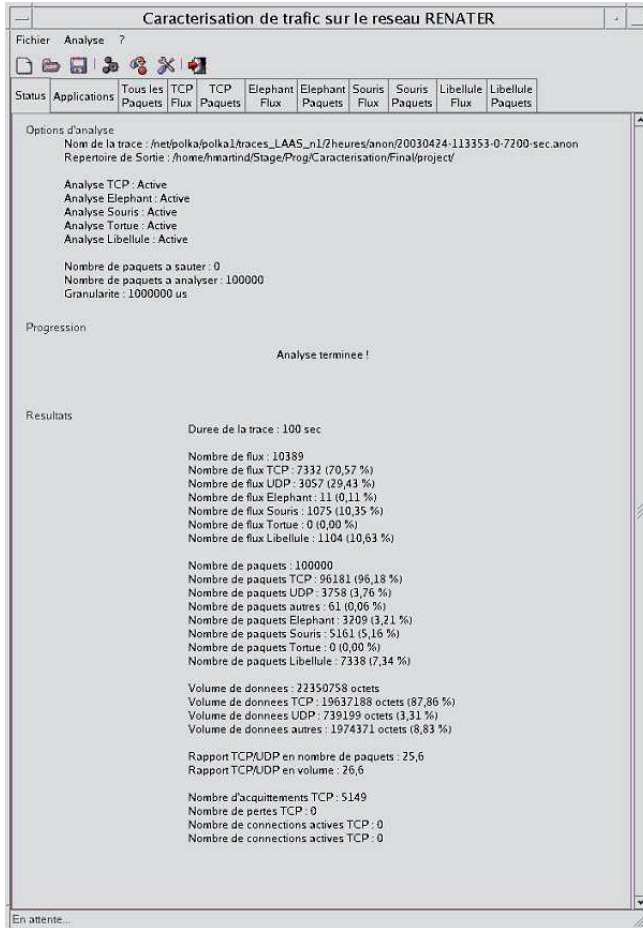 Caracterisation de trafic sur le reseau RENATER
Fichier Analyse ?
Status Applications Tous les Paquets TCP Flux TCP Paquets Elephant Flux Elephant Paquets Souris Flux Souris Paquets Libellule Flux Libellule Paquets
Options d'analyse
Nom de la trace : /net/polka/polka1/traces_LAAS_n1/2heures/anon/20030424-113353-0-7200-sec.anon
Repertoire de Sortie : /home/hmartind/Stage/Prog/Caracterisation/Final/project/
Analyse TCP : Active
Analyse Elephant : Active
Analyse Souris : Active
Analyse Tortue : Active
Analyse Libellule : Active
Nombre de paquets a sauter : 0
Nombre de paquets a analyser : 100000
Granularite : 1000000 us
Progression
Analyse terminee !
Resultats
Duree de la trace : 100 sec
Nombre de flux : 10389
Nombre de flux TCP : 7332 (70,57 %)
Nombre de flux UDP : 3057 (29,43 %)
Nombre de flux Elephant : 11 (0,11 %)
Nombre de flux Souris : 1075 (10,35 %)
Nombre de flux Tortue : 0 (0,00 %)
Nombre de flux Libellule : 1104 (10,63 %)
Nombre de paquets : 100000
Nombre de paquets TCP : 96181 (96,18 %)
Nombre de paquets UDP : 3758 (3,76 %)
Nombre de paquets autres : 61 (0,06 %)
Nombre de paquets Elephant : 3209 (3,21 %)
Nombre de paquets Souris : 5161 (5,16 %)
Nombre de paquets Tortue : 0 (0,00 %)
Nombre de paquets Libellule : 7338 (7,34 %)
Volume de donnees : 22350758 octets
Volume de donnees TCP : 19637188 octets (87,86 %)
Volume de donnees UDP : 739199 octets (3,31 %)
Volume de donnees autres : 1974371 octets (8,83 %)
Rapport TCP/UDP en nombre de paquets : 25,6
Rapport TCP/UDP en volume : 26,6
Nombre d'acquittements TCP : 5149
Nombre de pertes TCP : 0
Nombre de connections actives TCP : 0
Nombre de connections actives TCP : 0
En attente...